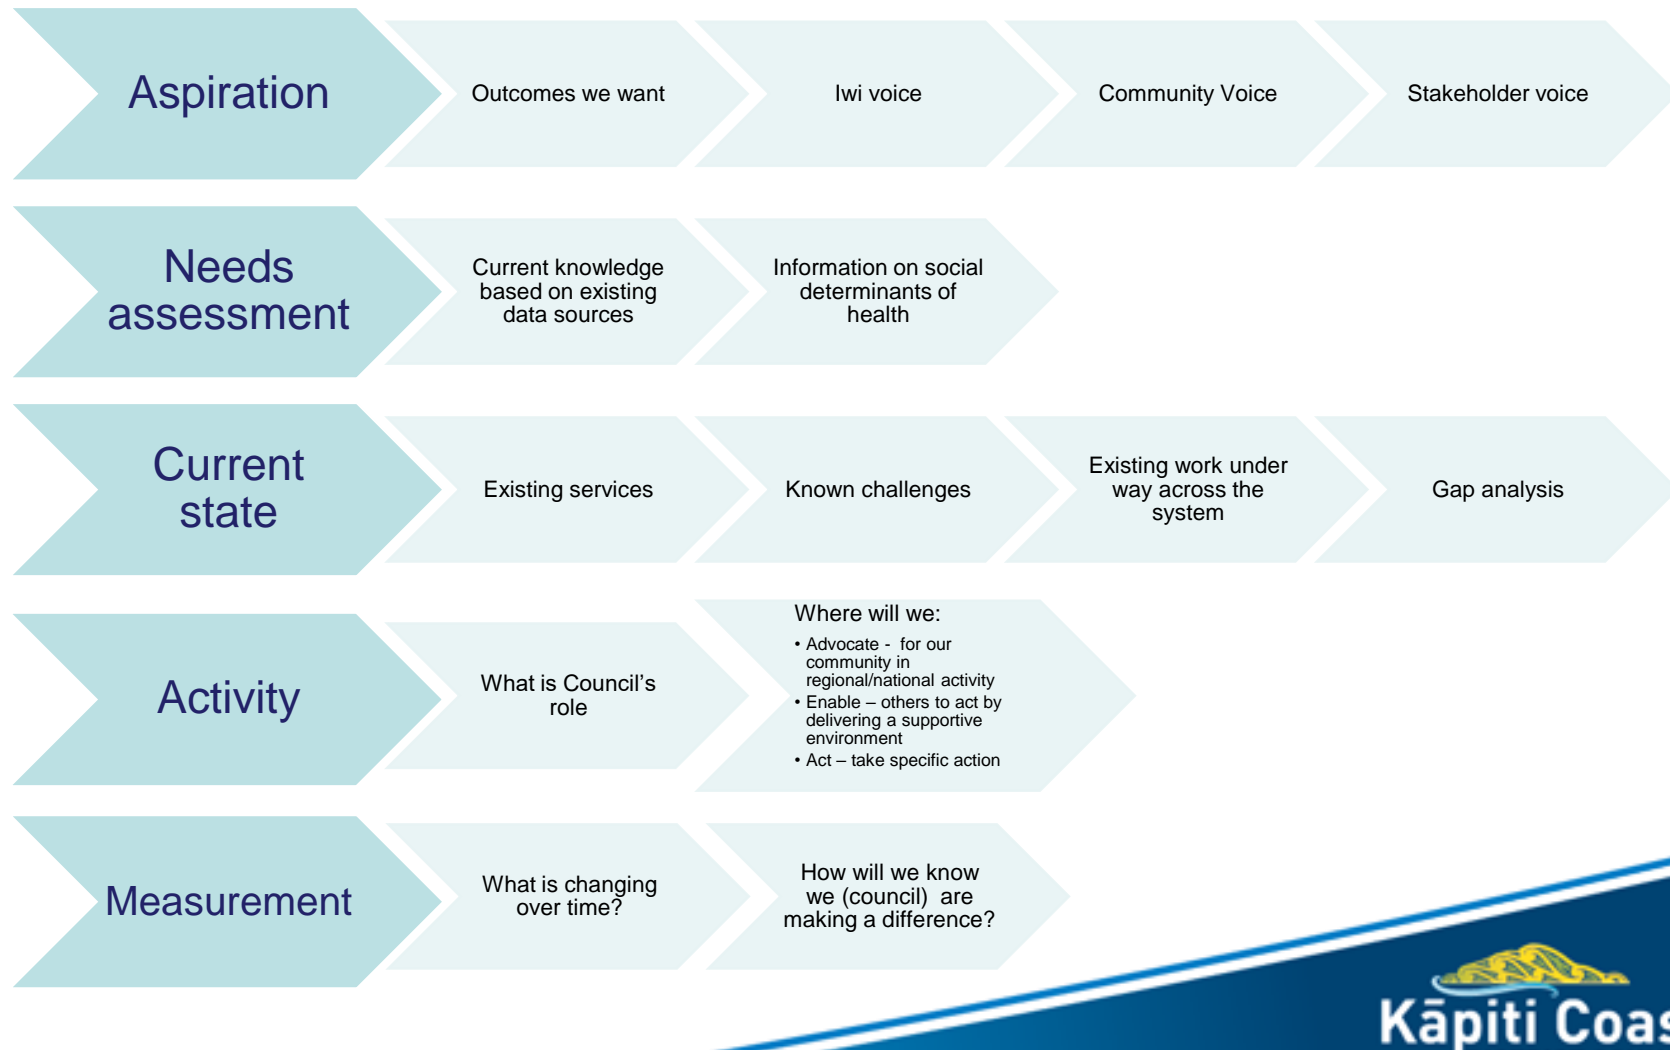 Aspiration
Outcomes we want
Iwi voice
Community Voice
Stakeholder voice
Needs
assessment
Current knowledge
based on existing
data sources
Information on social
determinants of
health
Current
state
Existing services
Known challenges
Existing work under
way across the
system
Gap analysis
Activity
What is Council’s
role
Where will we:
• Advocate - for our
community in
regional/national activity
• Enable – others to act by
delivering a supportive
environment
• Act – take specific action
Measurement
What is changing
over time?
How will we know
we (council) are
making a difference?
Kāpiti Coas